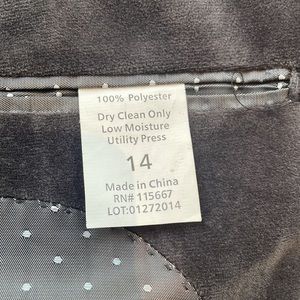 100% Polyester
Dry Clean Only
Low Moisture
Utility Press
14
Made in China
RN# 115667
LOT:01272014